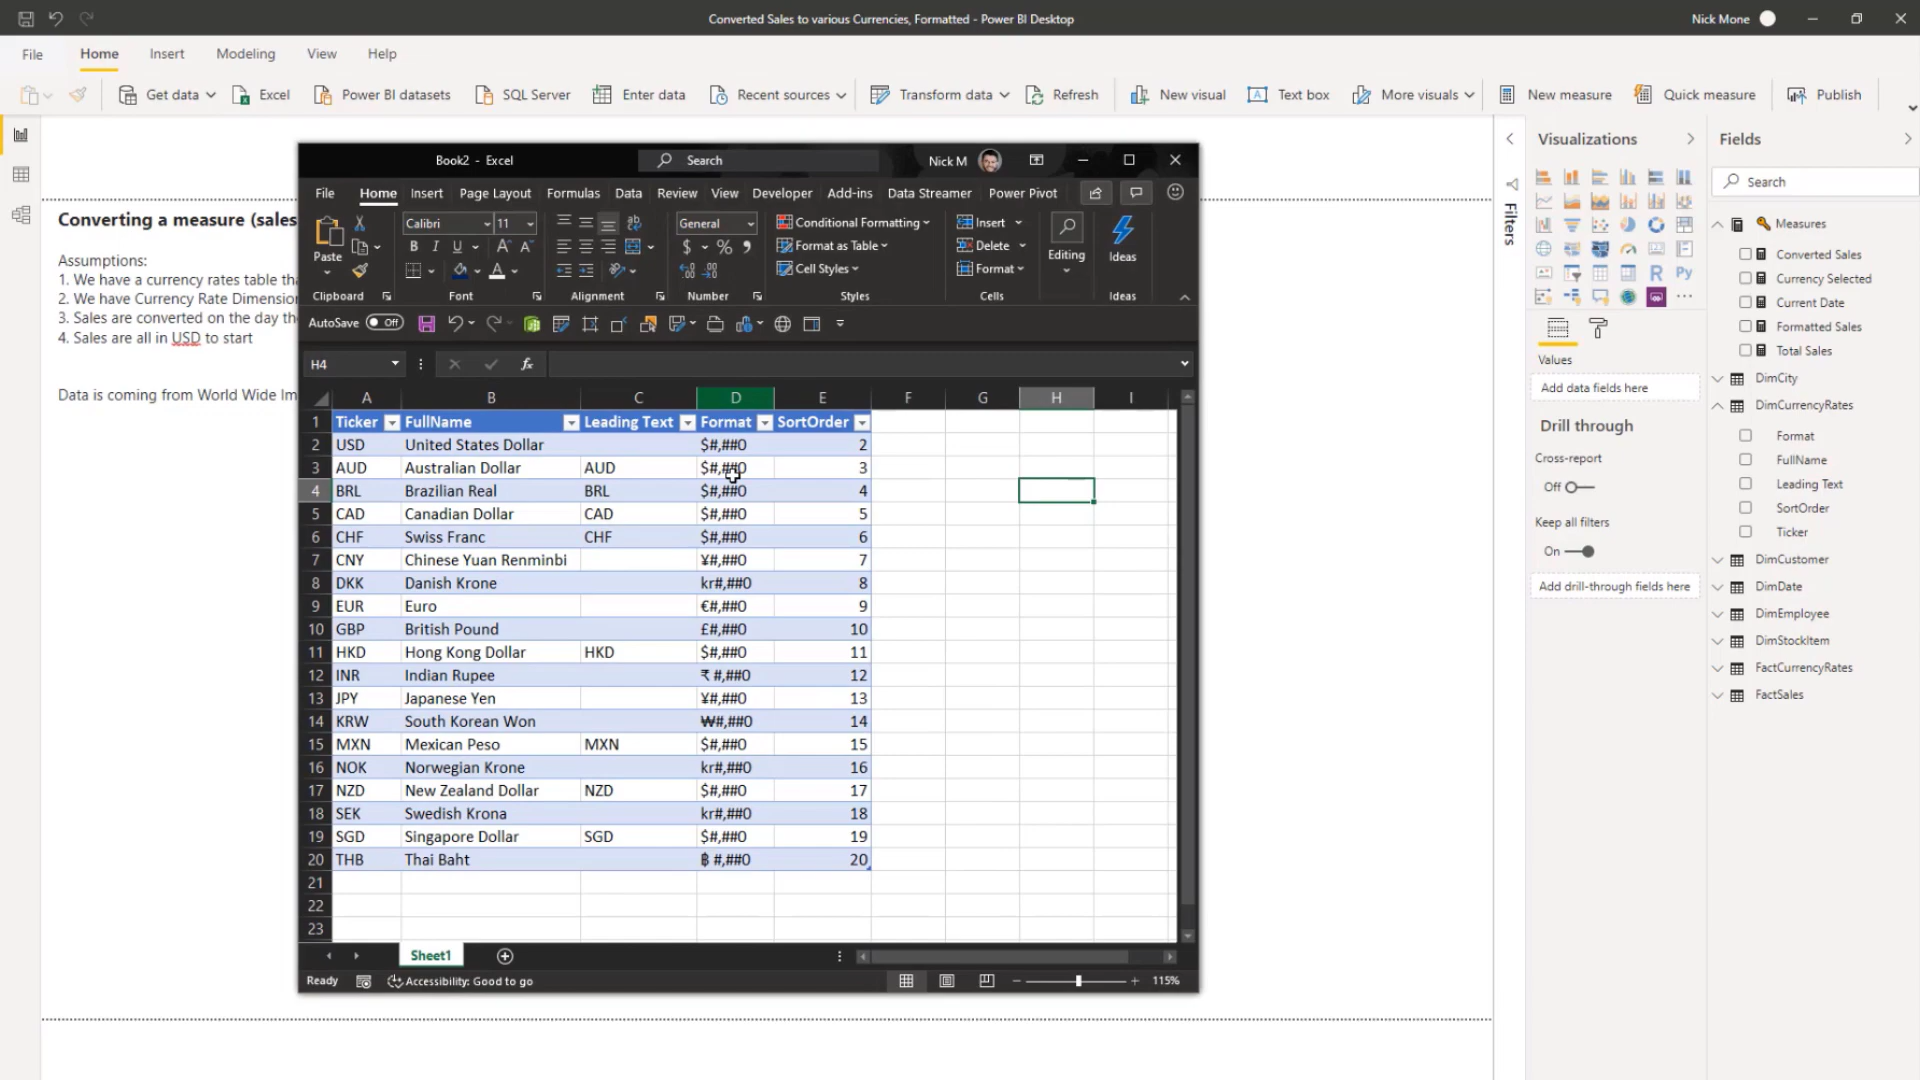 Converted Sales to various Currencies, Formatted - Power BI Desktop
Nick Mone
File Home Insert Modeling View Help
Get data Excel Power BI datasets SQL Server Enter data Recent sources Transform data Refresh New visual Text box More visuals New measure Quick measure Publish
Converting a measure (sales
Assumptions:
1. We have a currency rates table tha
2. We have Currency Rate Dimension
3. Sales are converted on the day the
4. Sales are all in USD to start
Data is coming from World Wide Im
Book2 - Excel
Search
Nick M
File Home Insert Page Layout Formulas Data Review View Developer Add-ins Data Streamer Power Pivot
Paste
Calibri 11
B I U A A
General
$ % ,
Conditional Formatting
Format as Table
Cell Styles
Insert
Delete
Format
Editing
Ideas
Clipboard Font Alignment Number Styles Cells Ideas
AutoSave Off
H4
fx
A B C D E F G H I
1 Ticker FullName Leading Text Format SortOrder
2 USD United States Dollar $#,##0 2
3 AUD Australian Dollar AUD $#,##0 3
4 BRL Brazilian Real BRL $#,##0 4
5 CAD Canadian Dollar CAD $#,##0 5
6 CHF Swiss Franc CHF $#,##0 6
7 CNY Chinese Yuan Renminbi ¥#,##0 7
8 DKK Danish Krone kr#,##0 8
9 EUR Euro €#,##0 9
10 GBP British Pound £#,##0 10
11 HKD Hong Kong Dollar HKD $#,##0 11
12 INR Indian Rupee ₹ #,##0 12
13 JPY Japanese Yen ¥#,##0 13
14 KRW South Korean Won ₩#,##0 14
15 MXN Mexican Peso MXN $#,##0 15
16 NOK Norwegian Krone kr#,##0 16
17 NZD New Zealand Dollar NZD $#,##0 17
18 SEK Swedish Krona kr#,##0 18
19 SGD Singapore Dollar SGD $#,##0 19
20 THB Thai Baht ฿ #,##0 20
21
22
23
Sheet1
Ready
Accessibility: Good to go
115%
Filters
Visualizations
R Py
Values
Add data fields here
Drill through
Cross-report
Off
Keep all filters
On
Add drill-through fields here
Fields
Search
Measures
Converted Sales
Currency Selected
Current Date
Formatted Sales
Total Sales
DimCity
DimCurrencyRates
Format
FullName
Leading Text
SortOrder
Ticker
DimCustomer
DimDate
DimEmployee
DimStockItem
FactCurrencyRates
FactSales